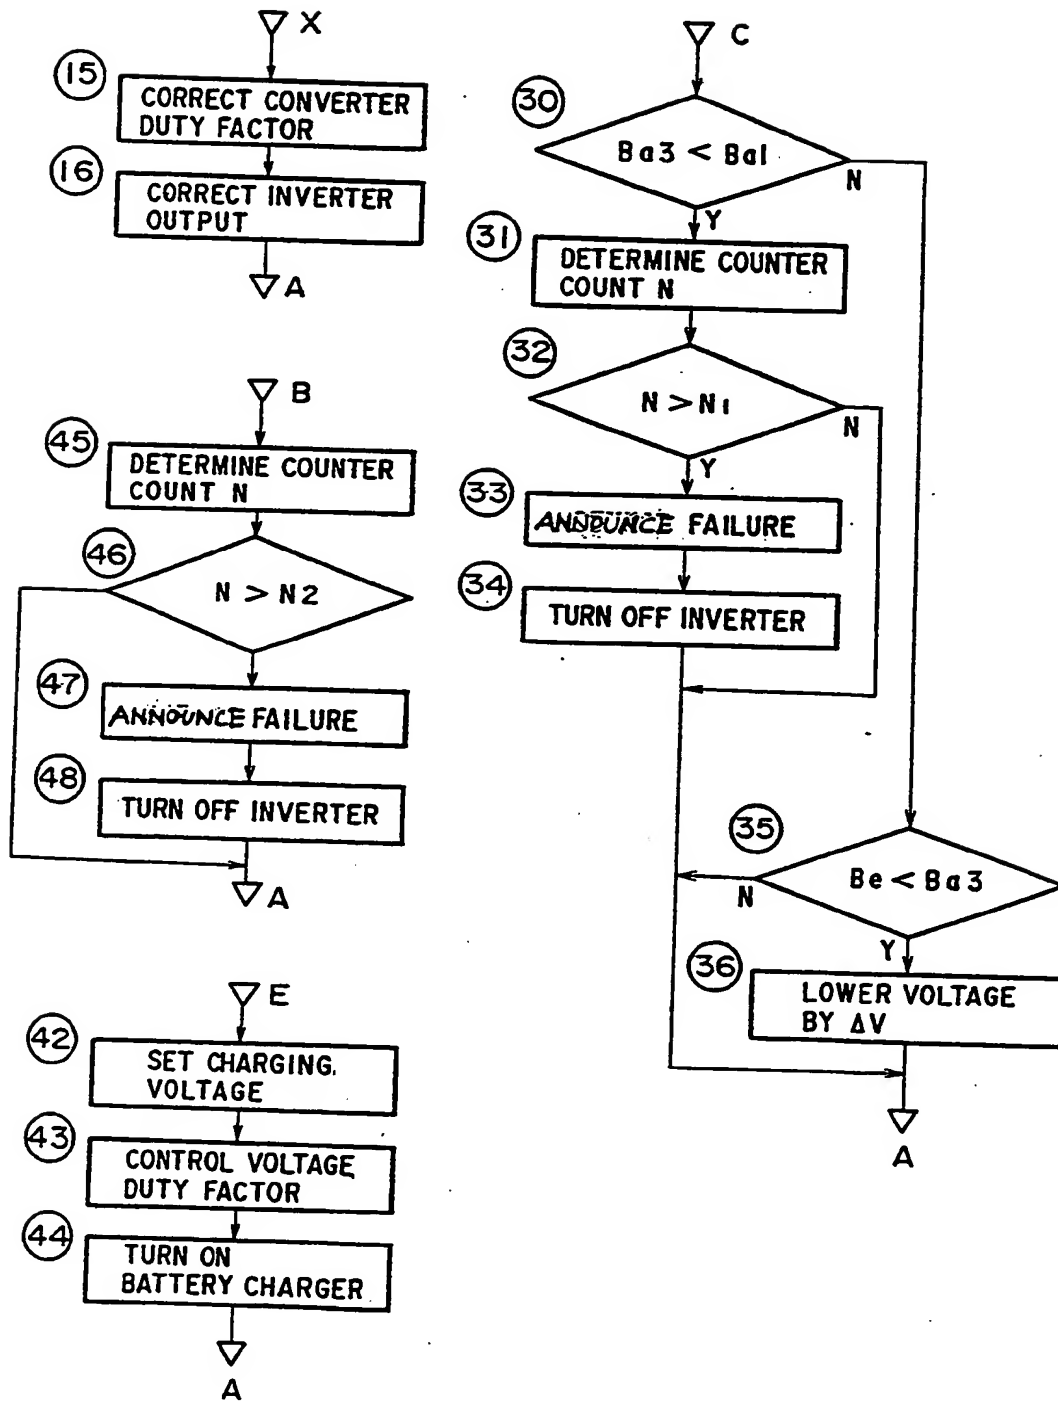 X
15
CORRECT CONVERTER
DUTY FACTOR
16
CORRECT INVERTER
OUTPUT
A
B
45
DETERMINE COUNTER
COUNT N
46
N > N2
47
ANNOUNCE FAILURE
48
TURN OFF INVERTER
A
E
42
SET CHARGING.
VOLTAGE
43
CONTROL VOLTAGE
DUTY FACTOR
44
TURN ON
BATTERY CHARGER
A
C
30
Ba3 < Ba1
N
Y
31
DETERMINE COUNTER
COUNT N
32
N > N1
N
Y
33
ANNOUNCE FAILURE
34
TURN OFF INVERTER
35
Be < Ba3
N
Y
36
LOWER VOLTAGE
BY ΔV
A